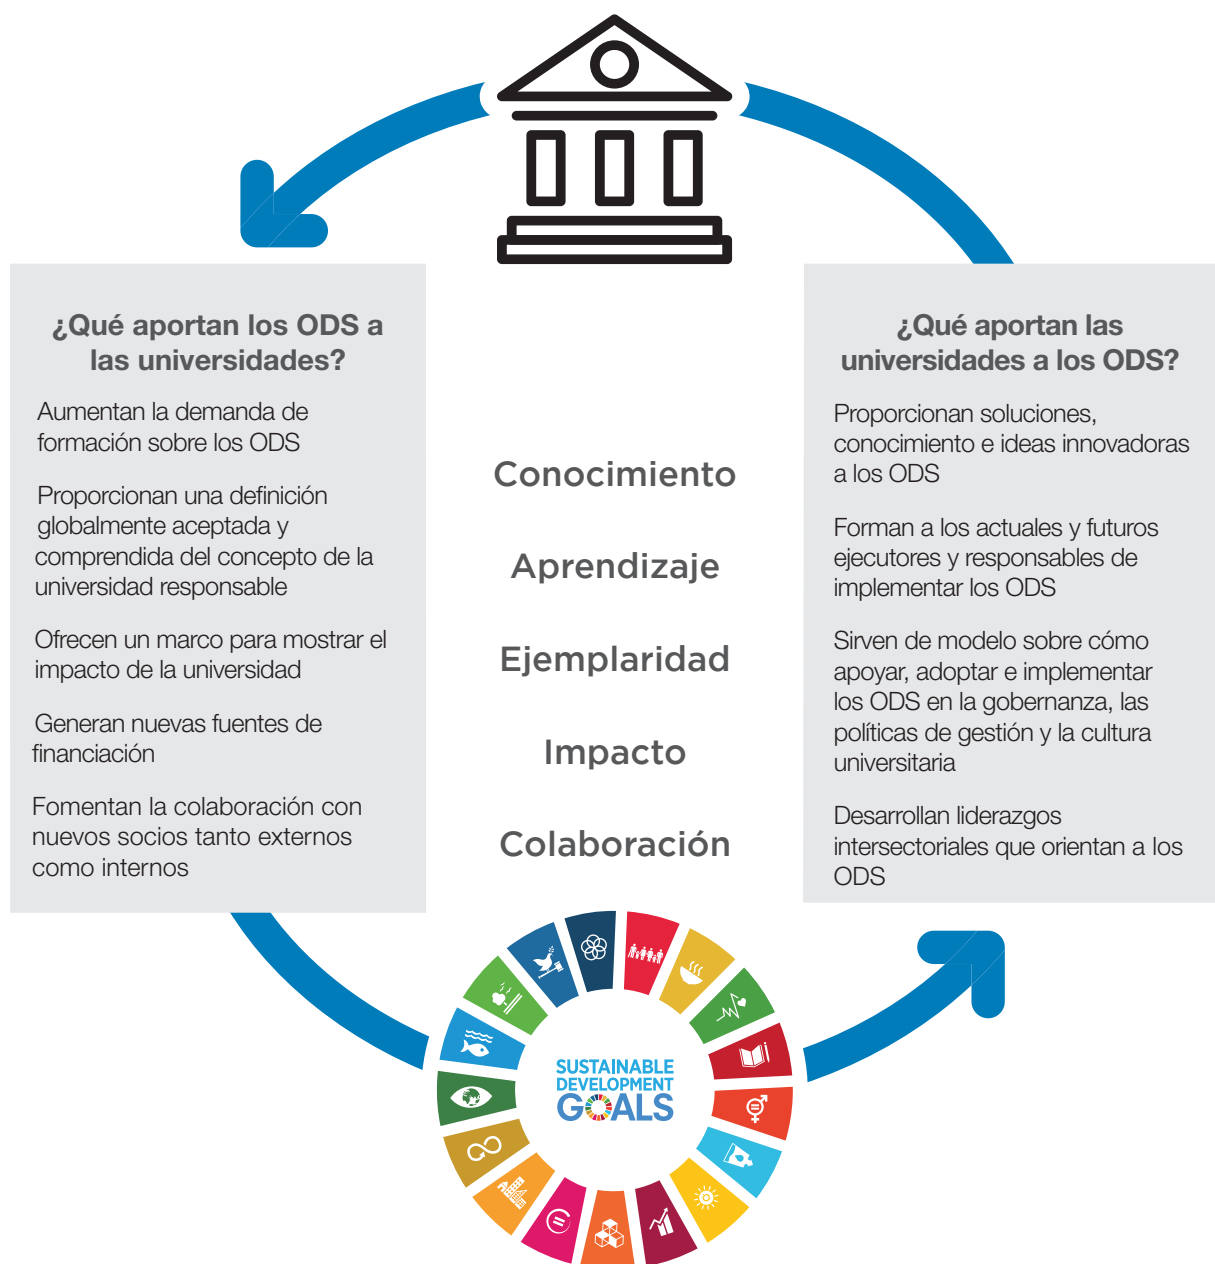 ¿Qué aportan los ODS a
las universidades?
Aumentan la demanda de
formación sobre los ODS
Proporcionan una definición
globalmente aceptada y
comprendida del concepto de la
universidad responsable
Ofrecen un marco para mostrar el
impacto de la universidad
Generan nuevas fuentes de
financiación
Fomentan la colaboración con
nuevos socios tanto externos
como internos
Conocimiento
Aprendizaje
Ejemplaridad
Impacto
Colaboración
¿Qué aportan las
universidades a los ODS?
Proporcionan soluciones,
conocimiento e ideas innovadoras
a los ODS
Forman a los actuales y futuros
ejecutores y responsables de
implementar los ODS
Sirven de modelo sobre cómo
apoyar, adoptar e implementar
los ODS en la gobernanza, las
políticas de gestión y la cultura
universitaria
Desarrollan liderazgos
intersectoriales que orientan a los
ODS
SUSTAINABLE
DEVELOPMENT
GOALS